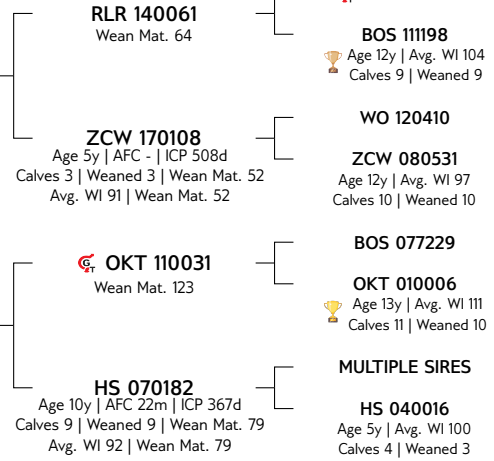 RLR 140061
Wean Mat. 64
BOS 111198
Age 12y | Avg. WI 104
Calves 9 | Weaned 9
WO 120410
ZCW 170108
Age 5y | AFC - | ICP 508d
Calves 3 | Weaned 3 | Wean Mat. 52
Avg. WI 91 | Wean Mat. 52
ZCW 080531
Age 12y | Avg. WI 97
Calves 10 | Weaned 10
BOS 077229
GT OKT 110031
Wean Mat. 123
OKT 010006
Age 13y | Avg. WI 111
Calves 11 | Weaned 10
MULTIPLE SIRES
HS 070182
Age 10y | AFC 22m | ICP 367d
Calves 9 | Weaned 9 | Wean Mat. 79
Avg. WI 92 | Wean Mat. 79
HS 040016
Age 5y | Avg. WI 100
Calves 4 | Weaned 3